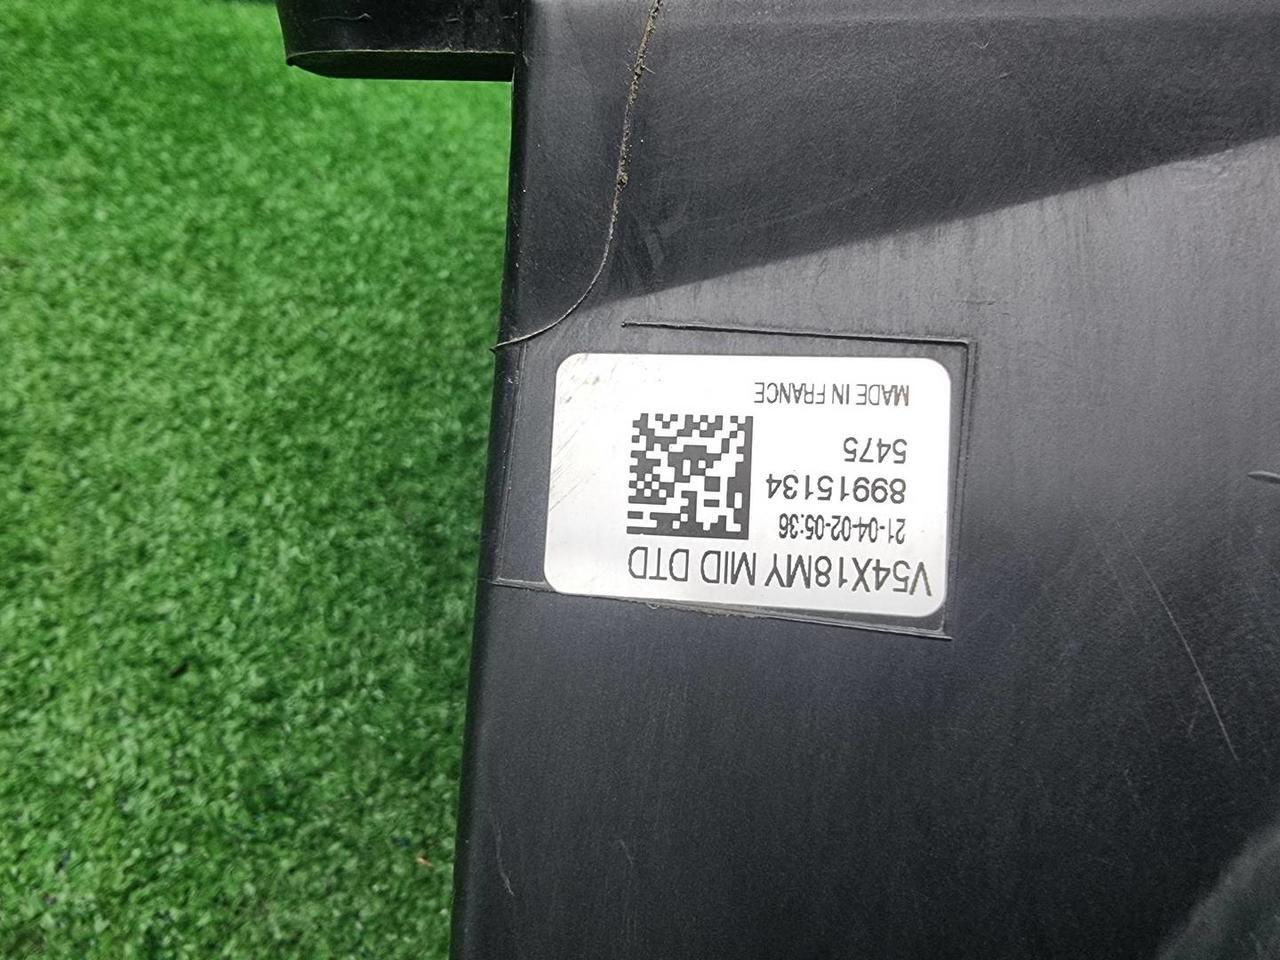 V54X18MY MID DTD
21-04-02-05:36
89915134
5475
MADE IN FRANCE